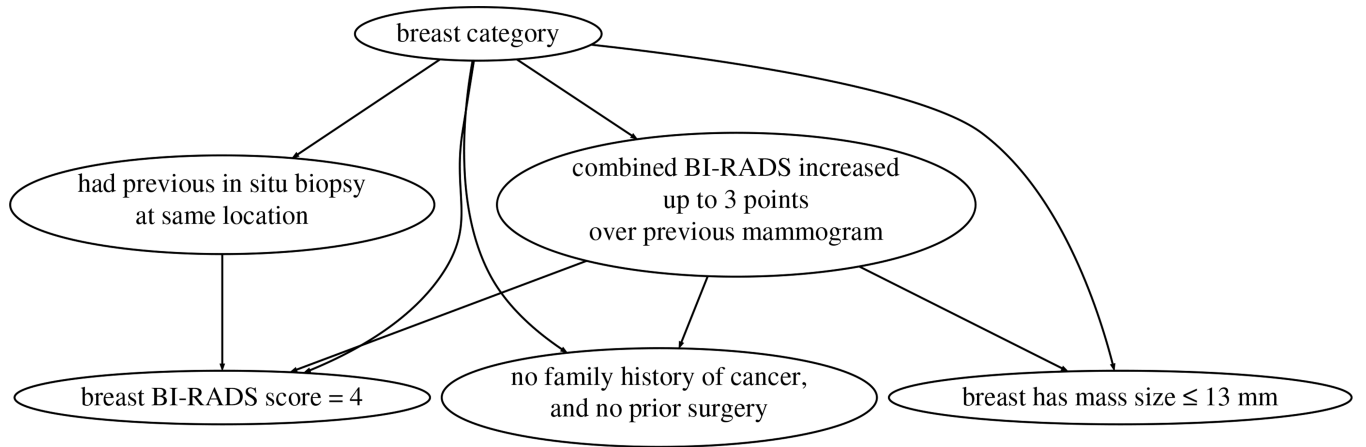 breast category
had previous in situ biopsy
at same location
combined BI-RADS increased
up to 3 points
over previous mammogram
breast BI-RADS score = 4
no family history of cancer,
and no prior surgery
breast has mass size ≤ 13 mm